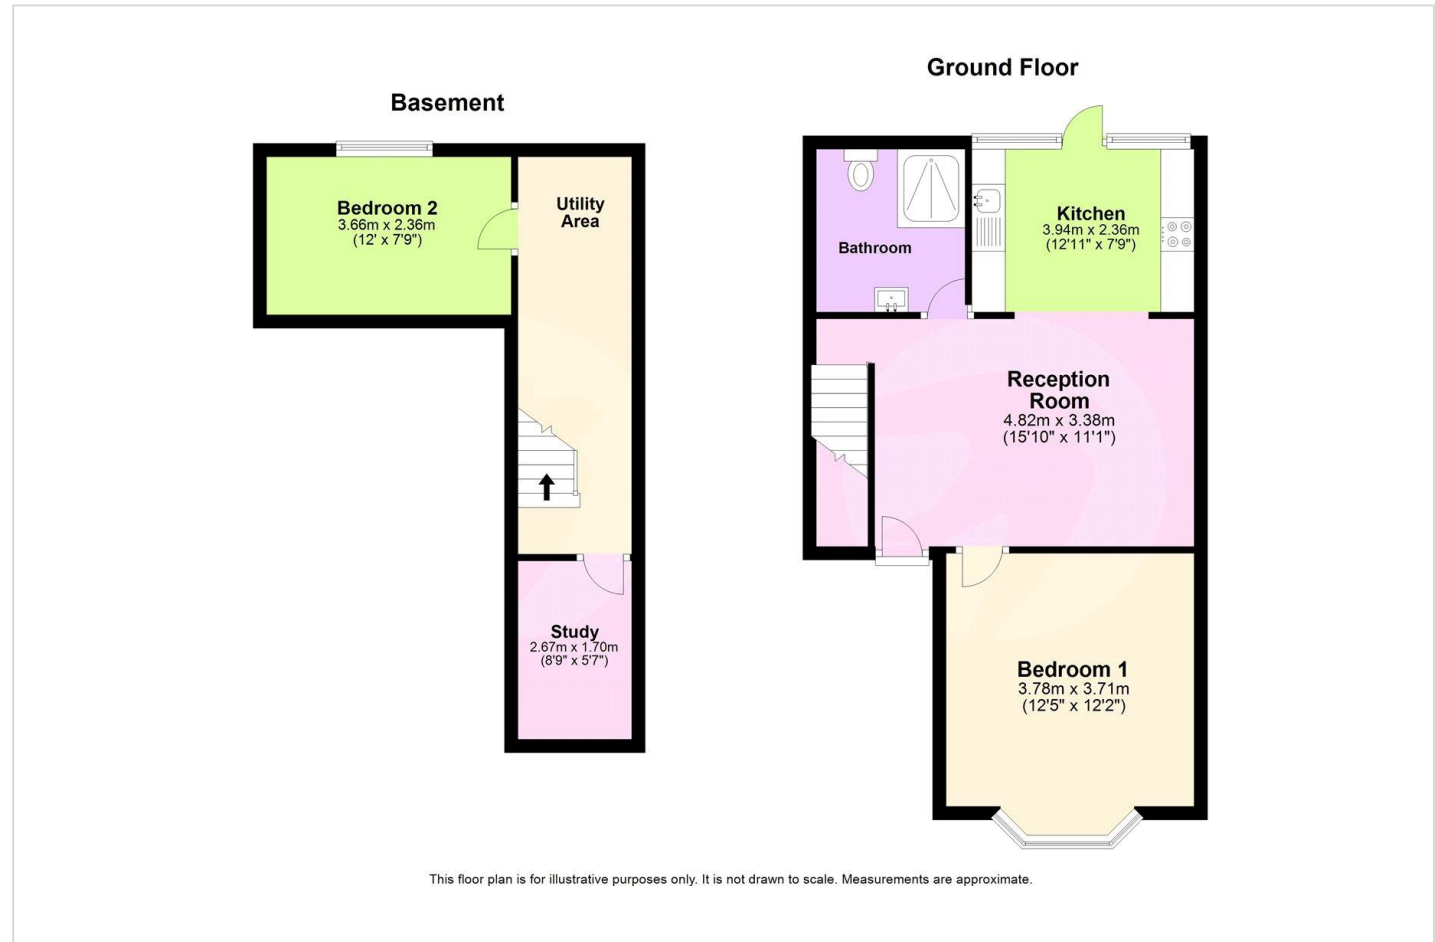 Basement
Bedroom 2
3.66m x 2.36m
(12' x 7'9")
Utility
Area
Study
2.67m x 1.70m
(8'9" x 5'7")
Ground Floor
Bathroom
Kitchen
3.94m x 2.36m
(12'11" x 7'9")
Reception
Room
4.82m x 3.38m
(15'10" x 11'1")
Bedroom 1
3.78m x 3.71m
(12'5" x 12'2")
This floor plan is for illustrative purposes only. It is not drawn to scale. Measurements are approximate.